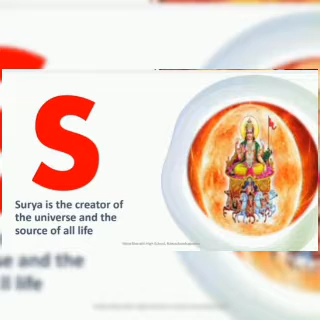 S
Surya is the creator of
the universe and the
source of all life